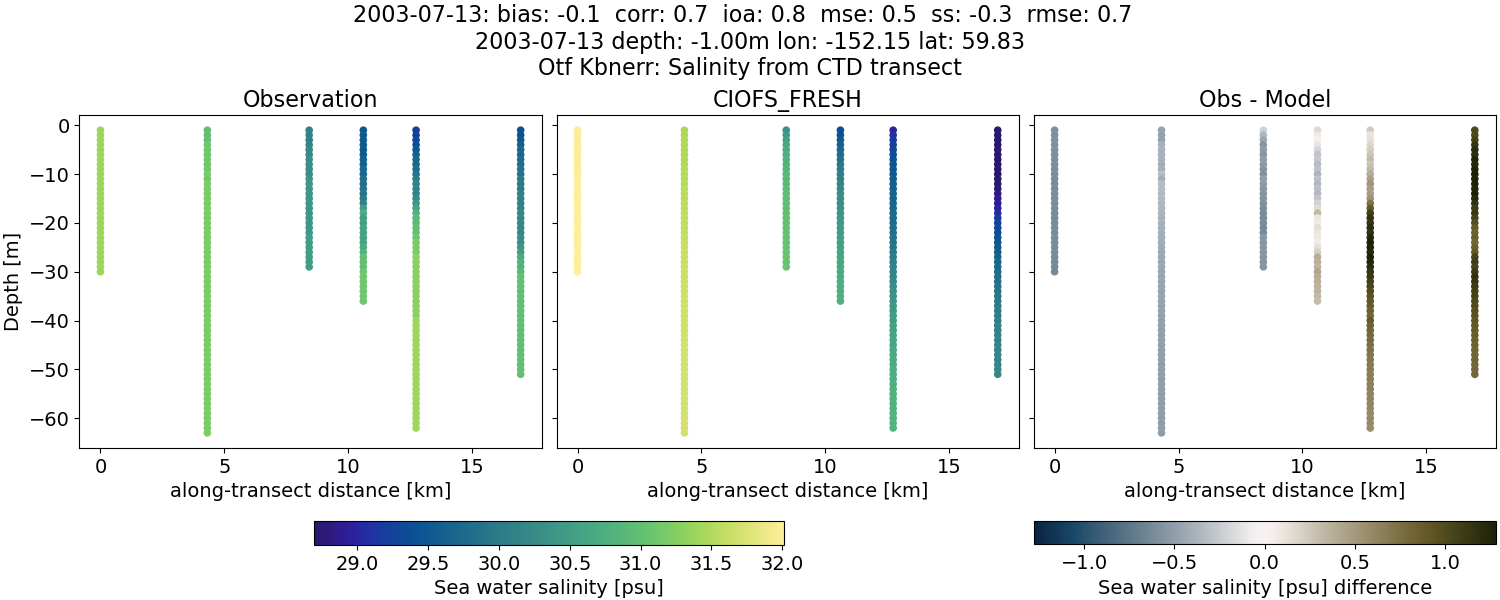 2003-07-13: bias: -0.1  corr: 0.7  ioa: 0.8  mse: 0.5  ss: -0.3  rmse: 0.7
2003-07-13 depth: -1.00m lon: -152.15 lat: 59.83
Otf Kbnerr: Salinity from CTD transect
Observation
CIOFS_FRESH
Obs - Model
Depth [m]
0
−10
−20
−30
−40
−50
−60
0 5 10 15
0 5 10 15
0 5 10 15
along-transect distance [km]
along-transect distance [km]
along-transect distance [km]
29.0 29.5 30.0 30.5 31.0 31.5 32.0
Sea water salinity [psu]
−1.0 −0.5 0.0 0.5 1.0
Sea water salinity [psu] difference